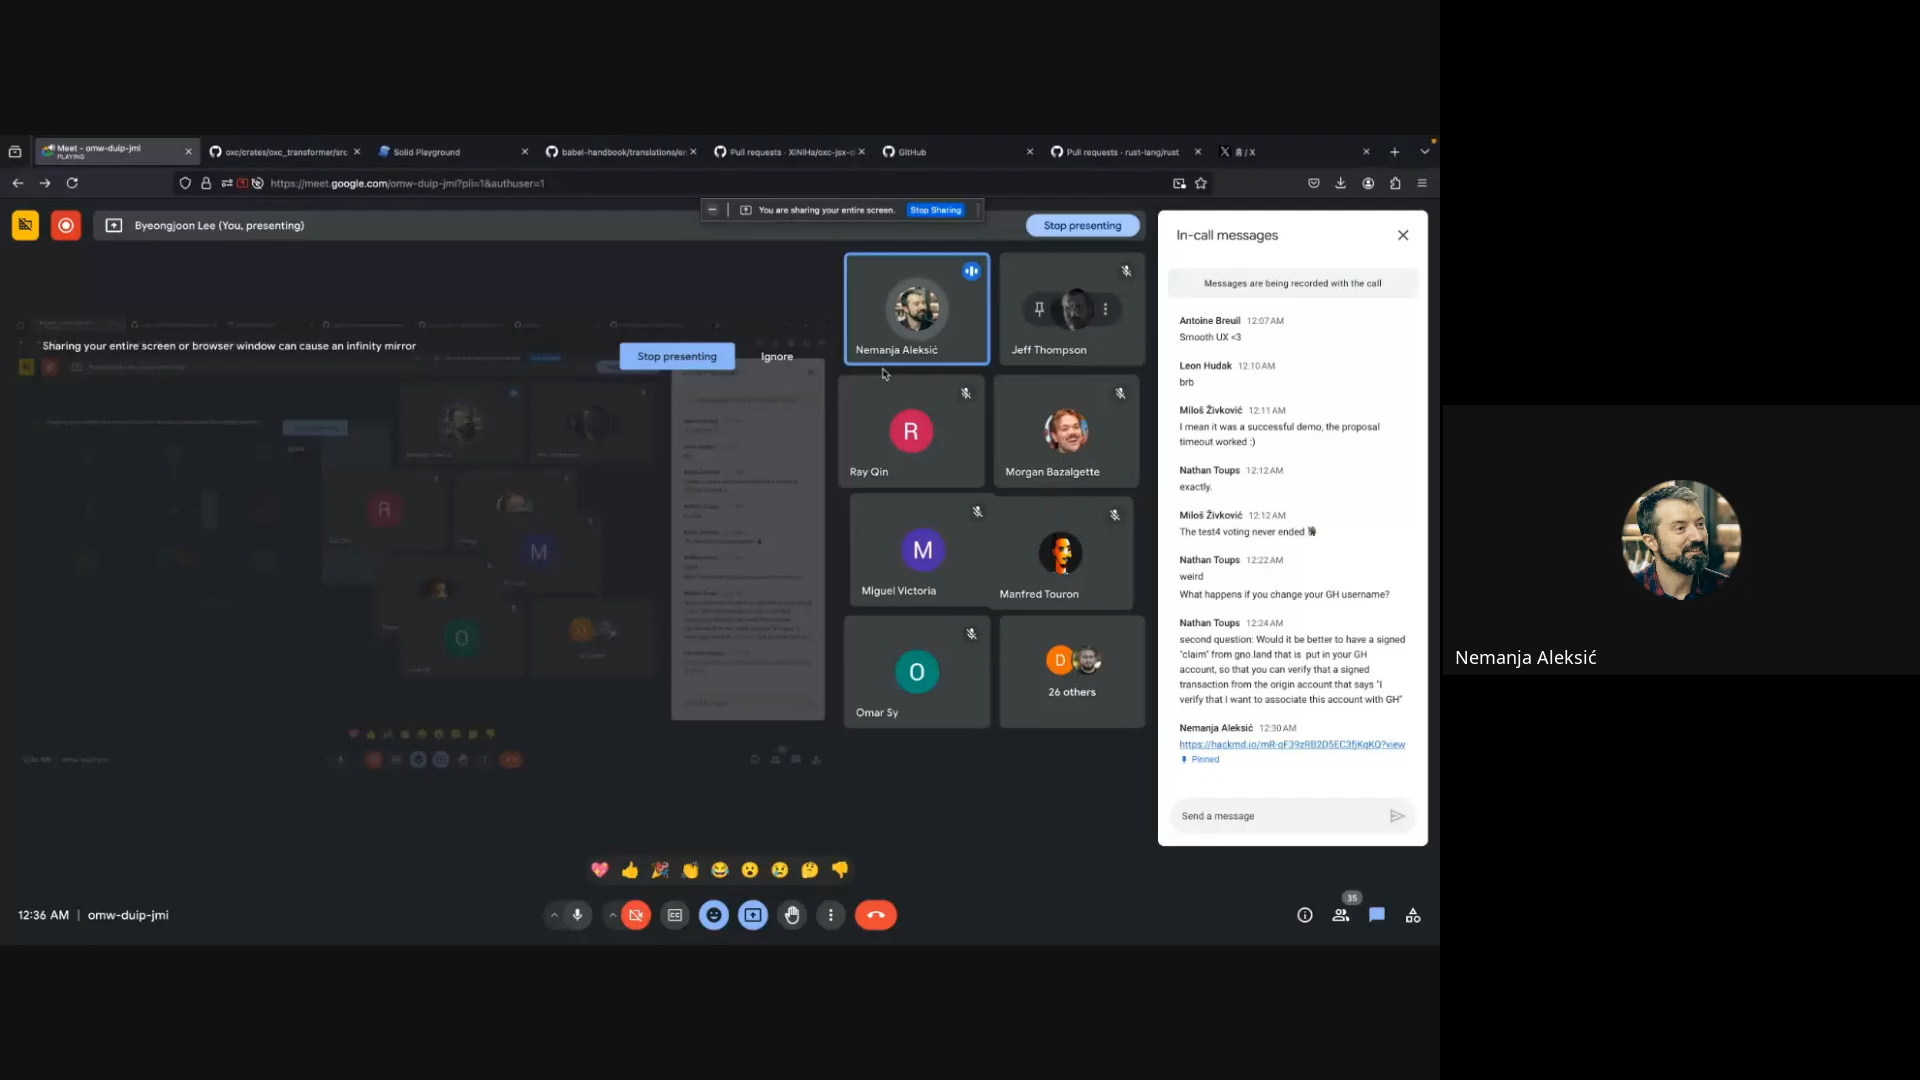 Meet - omw-duip-jmi
PLAYING
oxc/crates/oxc_transformer/src
Solid Playground
babel-handbook/translations/en
Pull requests · XiNiHa/oxc-jsx-c
GitHub
Pull requests · rust-lang/rust
홈 / X
https://meet.google.com/omw-duip-jmi?pli=1&authuser=1
You are sharing your entire screen.
Stop Sharing
Byeongjoon Lee (You, presenting)
Stop presenting
Sharing your entire screen or browser window can cause an infinity mirror
Stop presenting
Ignore
Nemanja Aleksić
Jeff Thompson
R
Ray Qin
Morgan Bazalgette
M
Miguel Victoria
Manfred Touron
O
Omar Sy
D
26 others
In-call messages
Messages are being recorded with the call
Antoine Breuil 12:07 AM
Smooth UX <3
Leon Hudak 12:10 AM
brb
Miloš Živković 12:11 AM
I mean it was a successful demo, the proposal
timeout worked :)
Nathan Toups 12:12 AM
exactly.
Miloš Živković 12:12 AM
The test4 voting never ended
Nathan Toups 12:22 AM
weird
What happens if you change your GH username?
Nathan Toups 12:24 AM
second question: Would it be better to have a signed
"claim" from gno.land that is put in your GH
account, so that you can verify that a signed
transaction from the origin account that says "I
verify that I want to associate this account with GH"
Nemanja Aleksić 12:30 AM
https://hackmd.io/mR-qF39zRB2D5EC3fjKqKQ?view
Pinned
Send a message
12:36 AM | omw-duip-jmi
35
Nemanja Aleksić